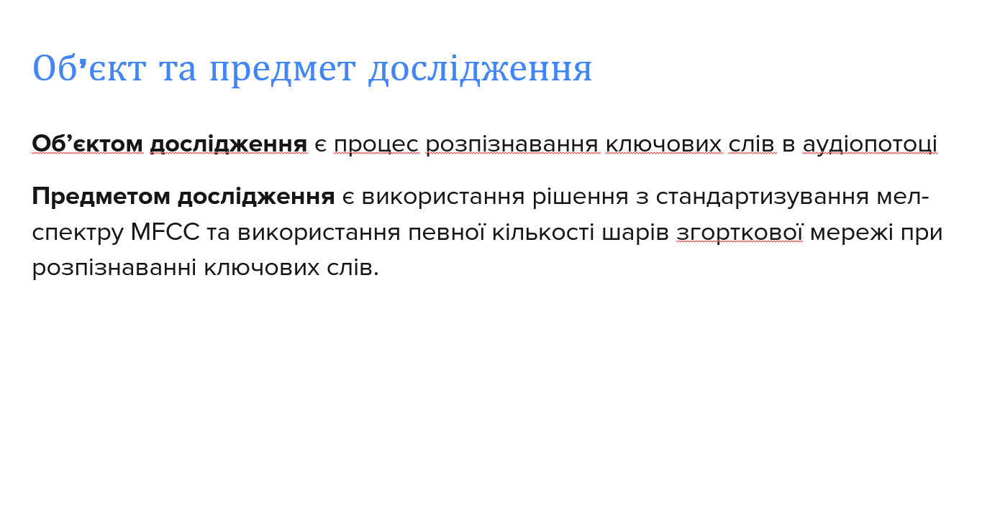 Об’єкт та предмет дослідження
Об’єктом дослідження є процес розпізнавання ключових слів в аудіопотоці
Предметом дослідження є використання рішення з стандартизування мел-
спектру MFCC та використання певної кількості шарів згорткової мережі при
розпізнаванні ключових слів.